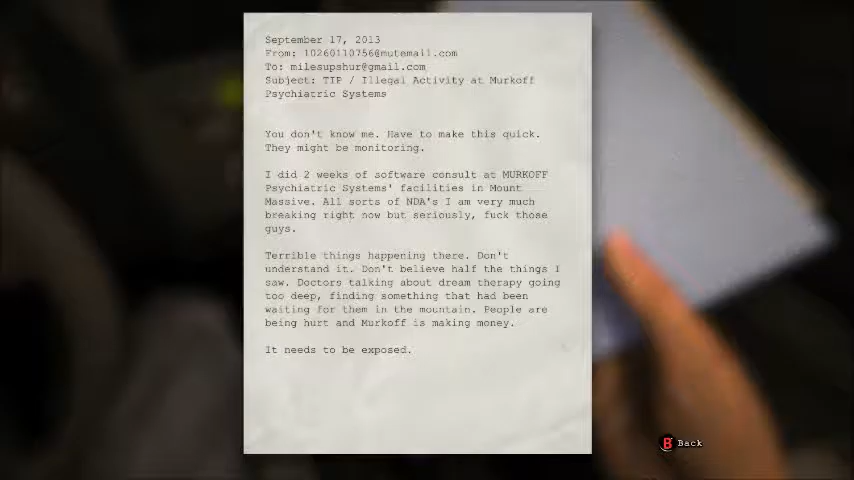 September 17, 2013
From: 10260110756@mutemail.com
To: milesupshur@gmail.com
Subject: TIP / Illegal Activity at Murkoff
Psychiatric Systems
You don't know me. Have to make this quick.
They might be monitoring.
I did 2 weeks of software consult at MURKOFF
Psychiatric Systems' facilities in Mount
Massive. All sorts of NDA's I am very much
breaking right now but seriously, fuck those
guys.
Terrible things happening there. Don't
understand it. Don't believe half the things I
saw. Doctors talking about dream therapy going
too deep, finding something that had been
waiting for them in the mountain. People are
being hurt and Murkoff is making money.
It needs to be exposed.
B Back